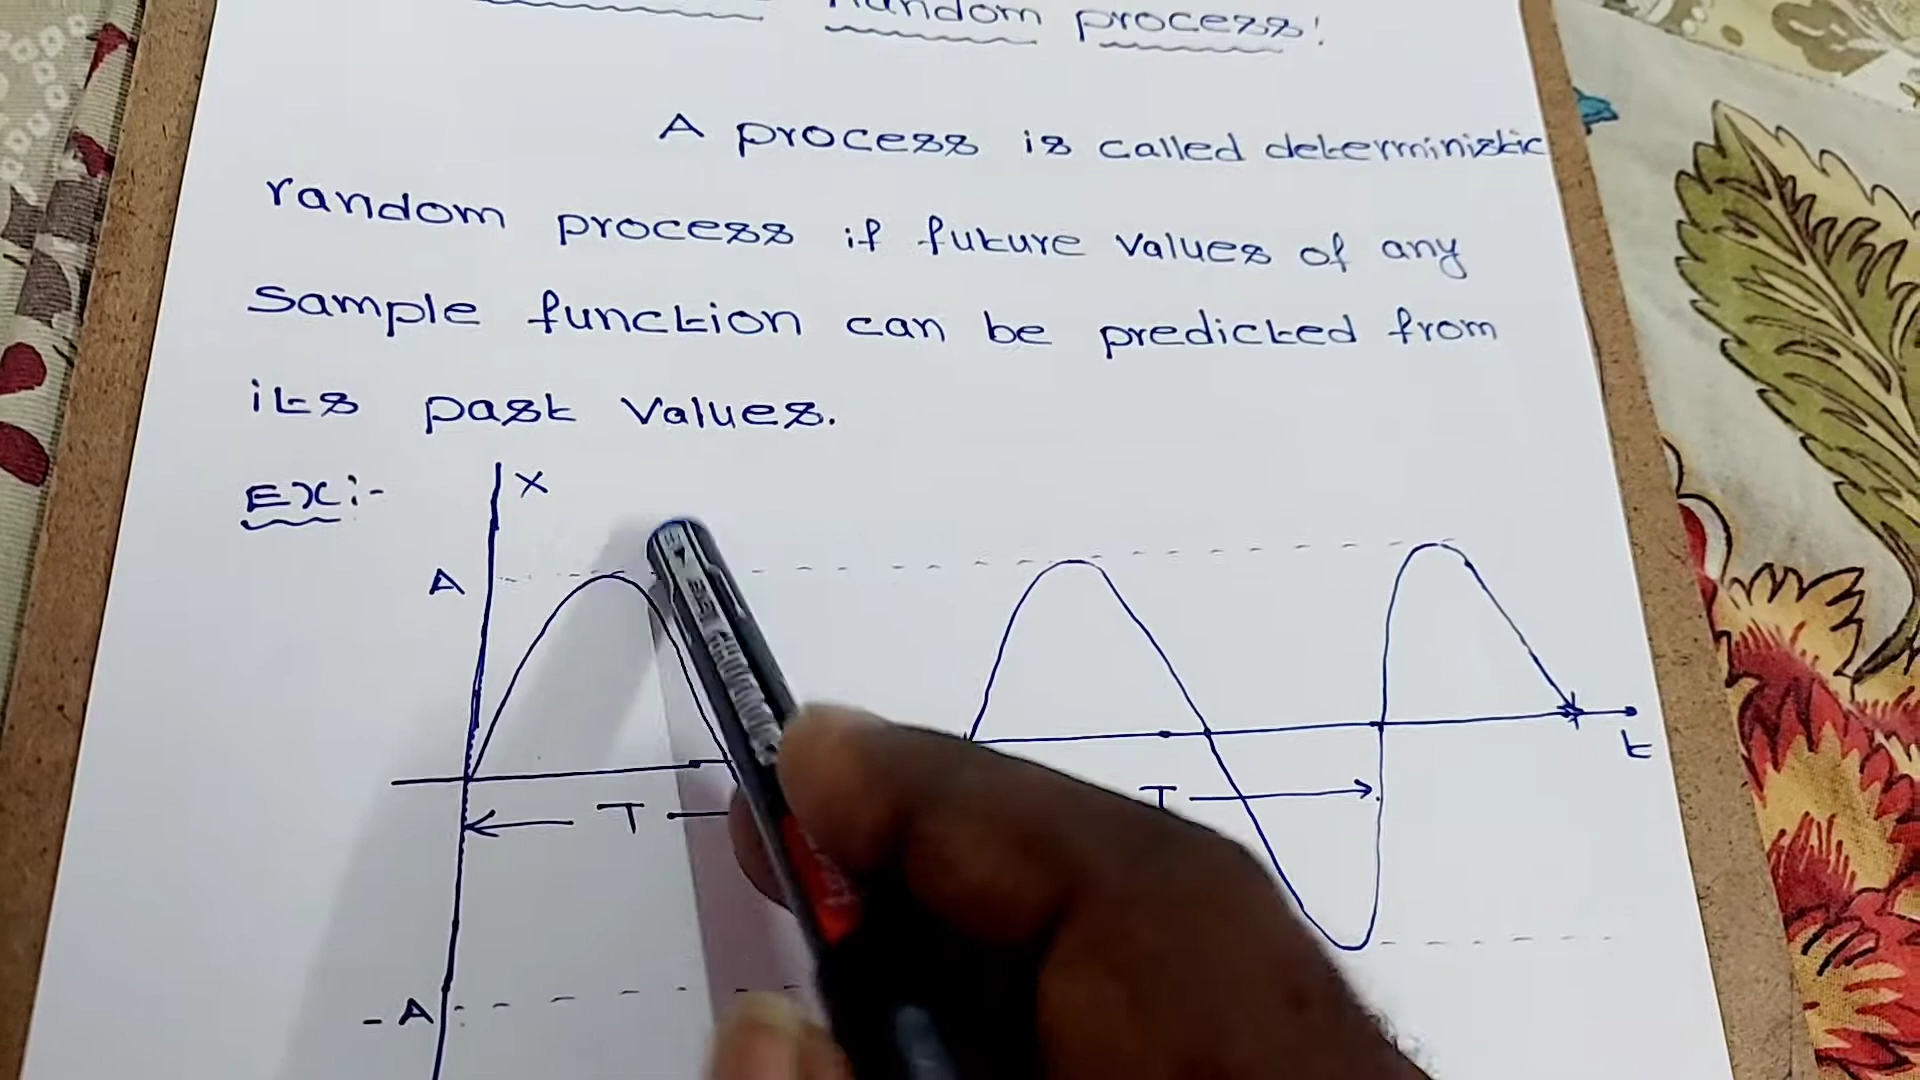 random process!
A process is called deterministic
random process if future values of any
sample function can be predicted from
its past values.
Ex:-
X
A
t
T
T
-A